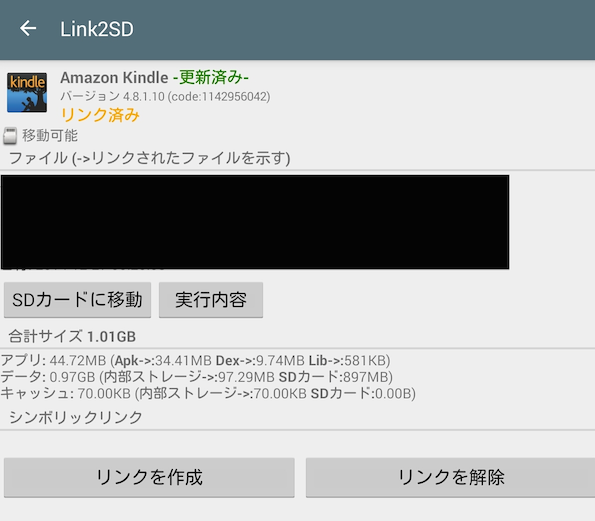 Link2SD
kindle
Amazon Kindle -更新済み-
バージョン 4.8.1.10 (code:1142956042)
リンク済み
移動可能
ファイル (->リンクされたファイルを示す)
SDカードに移動 実行内容
合計サイズ 1.01GB
アプリ: 44.72MB (Apk->:34.41MB Dex->:9.74MB Lib->:581KB)
データ: 0.97GB (内部ストレージ->:97.29MB SDカード:897MB)
キャッシュ: 70.00KB (内部ストレージ->:70.00KB SDカード:0.00B)
シンボリックリンク
リンクを作成 リンクを解除